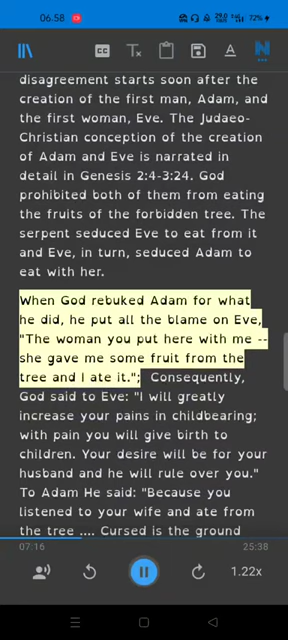 06.58
72%
CC
disagreement starts soon after the
creation of the first man, Adam, and
the first woman, Eve. The Judaeo-
Christian conception of the creation
of Adam and Eve is narrated in
detail in Genesis 2:4-3:24. God
prohibited both of them from eating
the fruits of the forbidden tree. The
serpent seduced Eve to eat from it
and Eve, in turn, seduced Adam to
eat with her.
When God rebuked Adam for what
he did, he put all the blame on Eve,
"The woman you put here with me --
she gave me some fruit from the
tree and I ate it."; Consequently,
God said to Eve: "I will greatly
increase your pains in childbearing;
with pain you will give birth to
children. Your desire will be for your
husband and he will rule over you."
To Adam He said: "Because you
listened to your wife and ate from
the tree .... Cursed is the ground
07:16 25:38
1.22x